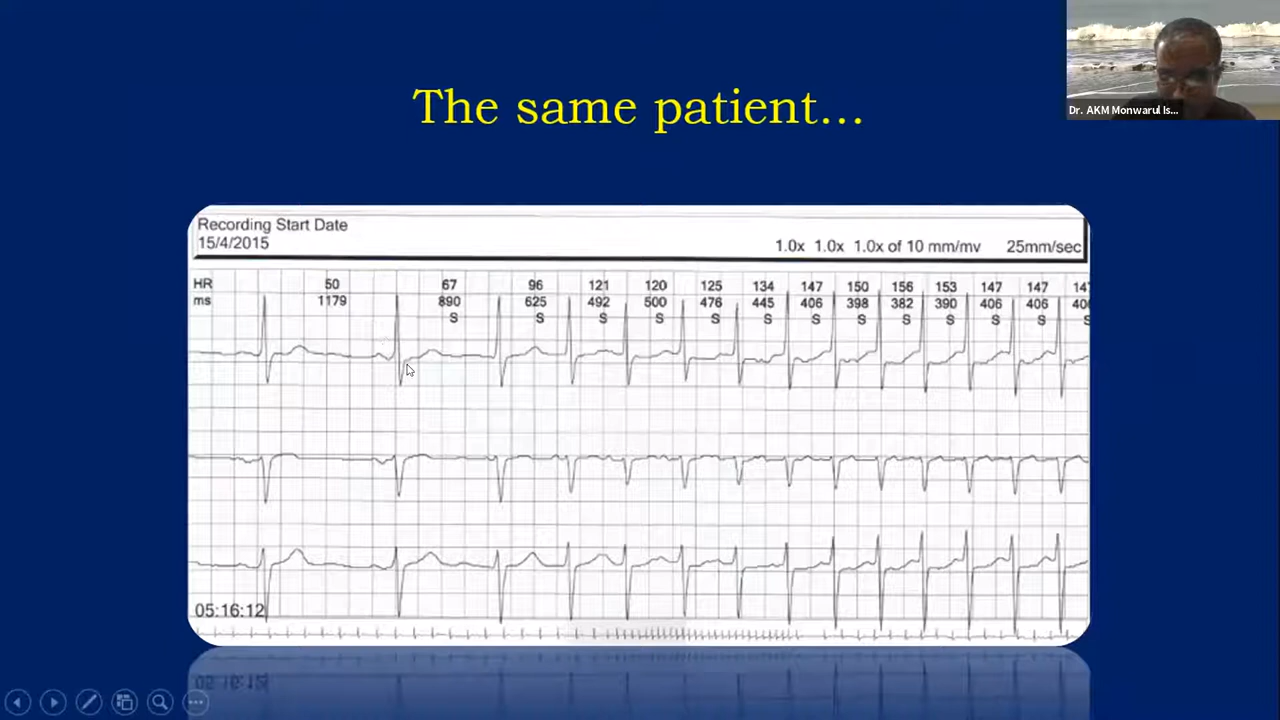 Dr. AKM Monwarul Is...
The same patient...
Recording Start Date
15/4/2015
1.0x 1.0x 1.0x of 10 mm/mv 25mm/sec
HR 50 67 96 121 120 125 134 147 150 156 153 147 147
ms 1179 890 625 492 500 476 445 406 398 382 390 406 406
S S S S S S S S S S S S S
05:16:12